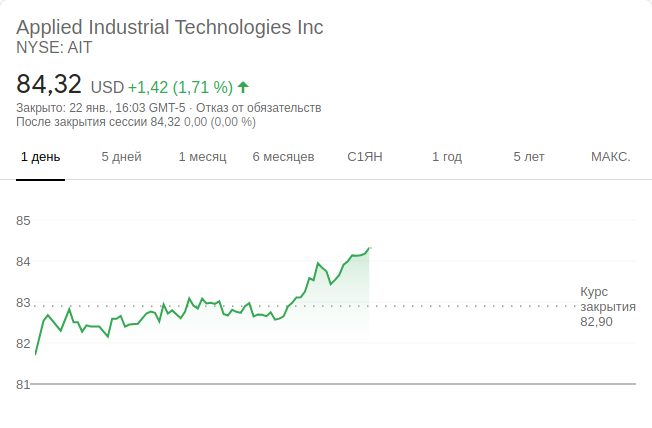 Applied Industrial Technologies Inc
NYSE: AIT
84,32 USD +1,42 (1,71 %)
Закрыто: 22 янв., 16:03 GMT-5 · Отказ от обязательств
После закрытия сессии 84,32 0,00 (0,00 %)
1 день 5 дней 1 месяц 6 месяцев С1ЯН 1 год 5 лет МАКС.
85
84
83
82
81
Курс
закрытия
82,90